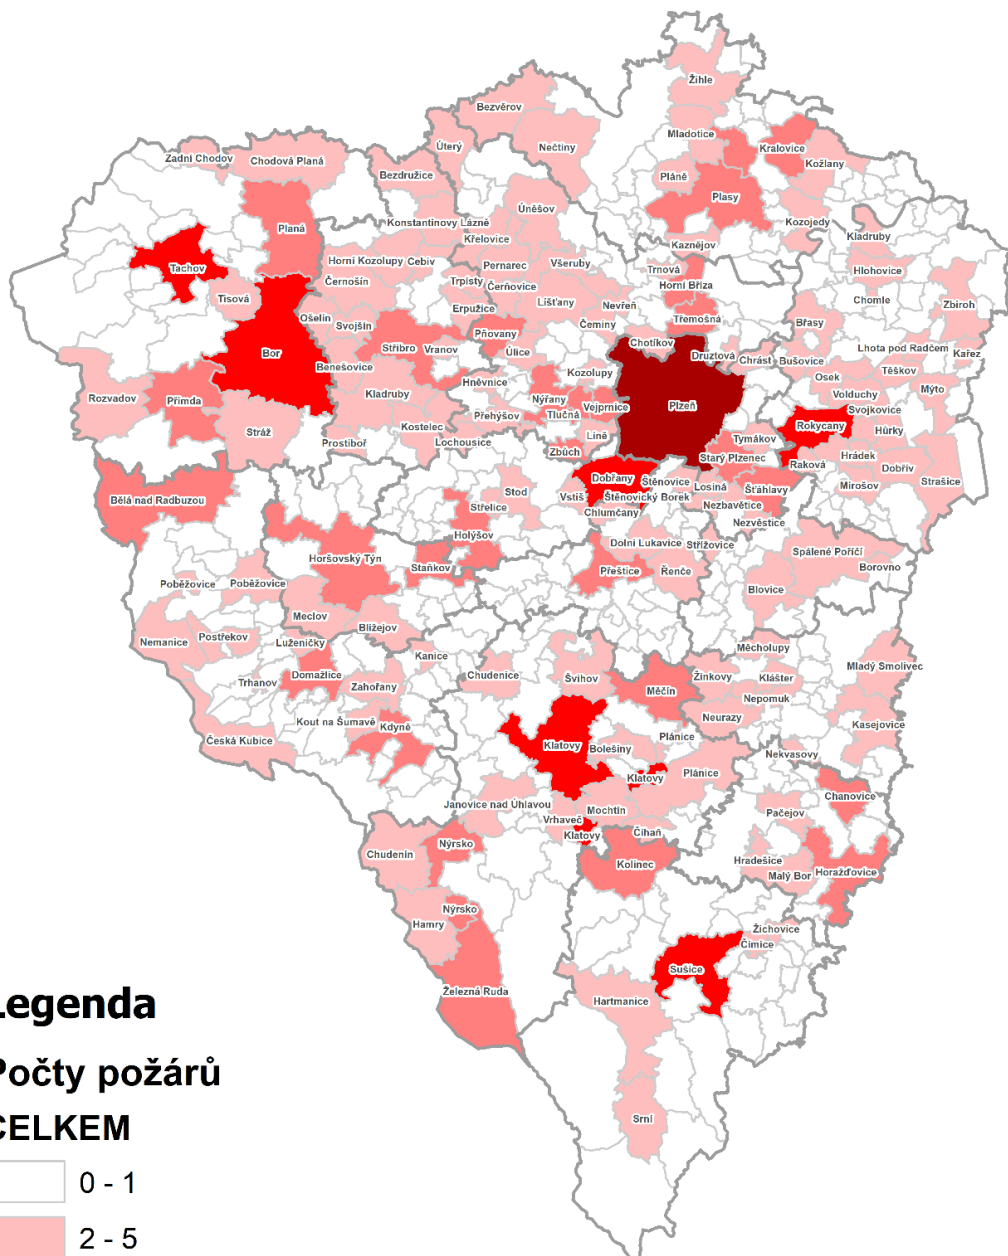 Žihle
Bezvěrov
Mladotice
Kralovice
Úterý
Nečtiny
Kožlany
Zadní Chodov
Chodová Planá
Bezdružice
Pláně
Plasy
Úněšov
Planá
Konstantinovy Lázně
Kozojedy
Kladruby
Křelovice
Kaznějov
Tachov
Horní Kozolupy
Cebiv
Pernarec
Všeruby
Trnová
Hlohovice
Horní Bříza
Černošín
Trpísty
Černovice
Tisová
Líšťany
Chomle
Zbiroh
Erpužice
Nevřeň
Ošelín
Svojšín
Třemošná
Břasy
Čeminy
Pňovany
Chotíkov
Stříbro
Vranov
Úlice
Druztová
Lhota pod Radčem
Bor
Kařez
Chrást
Bušovice
Benešovice
Kozolupy
Těškov
Osek
Hněvnice
Mýto
Rozvadov
Přimda
Kladruby
Nýřany
Volduchy
Vejprnice
Plzeň
Přehýšov
Tlučná
Svojkovice
Kostelec
Rokycany
Stráž
Líně
Tymákov
Hůrky
Prostiboř
Lochousice
Zbůch
Starý Plzenec
Hrádek
Raková
Dobřív
Dobřany
Štěnovice
Strašice
Losiná
Šťáhlavy
Mirošov
Bělá nad Radbuzou
Stod
Vstiš
Štěnovický Borek
Střelice
Nezbavětice
Chlumčany
Nezvěstice
Holýšov
Dolní Lukavice
Střížovice
Spálené Poříčí
Horšovský Týn
Staňkov
Přeštice
Řenče
Borovno
Poběžovice
Poběžovice
Blovice
Meclov
Blížejov
Nemanice
Postřekov
Luženičky
Měcholupy
Kanice
Mladý Smolivec
Domažlice
Chudenice
Švihov
Žinkovy
Klášter
Trhanov
Zahořany
Měčín
Nepomuk
Neurazy
Kout na Šumavě
Kdyně
Kasejovice
Česká Kubice
Plánice
Klatovy
Bolešiny
Nekvasovy
Klatovy
Plánice
Chanovice
Janovice nad Úhlavou
Mochtín
Pačejov
Vrhaveč
Číhaň
Klatovy
Nýrsko
Chudenín
Hradešice
Kolinec
Horažďovice
Malý Bor
Nýrsko
Hamry
Žichovice
Čímice
Sušice
Železná Ruda
Hartmanice
Legenda
Počty požárů
Srní
CELKEM
0 - 1
2 - 5